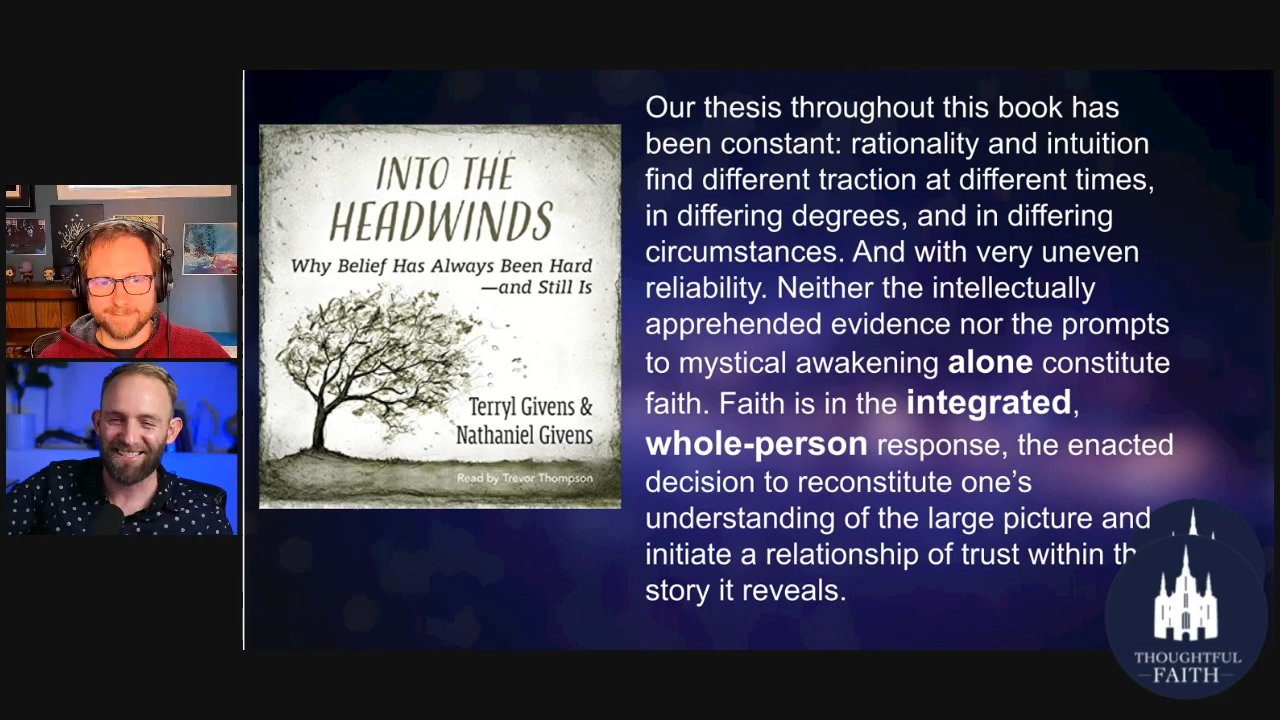 INTO THE
HEADWINDS
Why Belief Has Always Been Hard
—and Still Is
Terryl Givens &
Nathaniel Givens
Read by Trevor Thompson
Our thesis throughout this book has
been constant: rationality and intuition
find different traction at different times,
in differing degrees, and in differing
circumstances. And with very uneven
reliability. Neither the intellectually
apprehended evidence nor the prompts
to mystical awakening alone constitute
faith. Faith is in the integrated,
whole-person response, the enacted
decision to reconstitute one’s
understanding of the large picture and
initiate a relationship of trust within
story it reveals.
THOUGHTFUL
—FAITH—